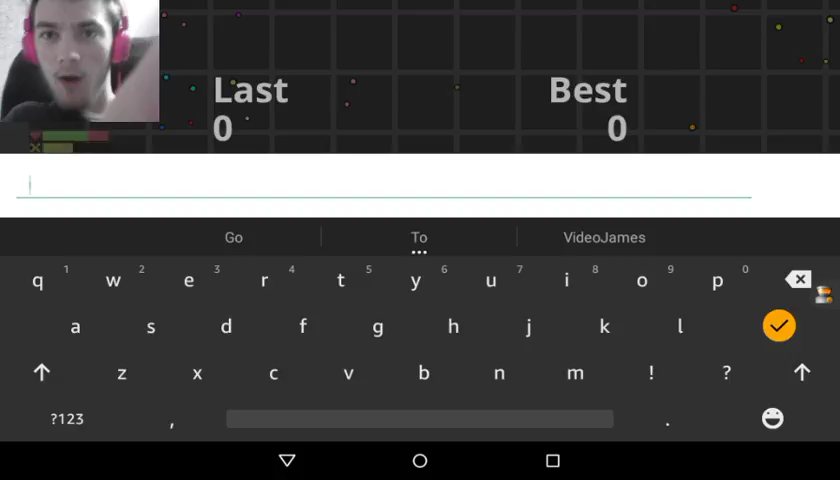 Last Best
0 0
Go To VideoJames
q 1 w 2 e 3 r 4 t 5 y 6 u 7 i 8 o 9 p 0
a s d f g h j k l
z x c v b n m ! ?
?123 , .